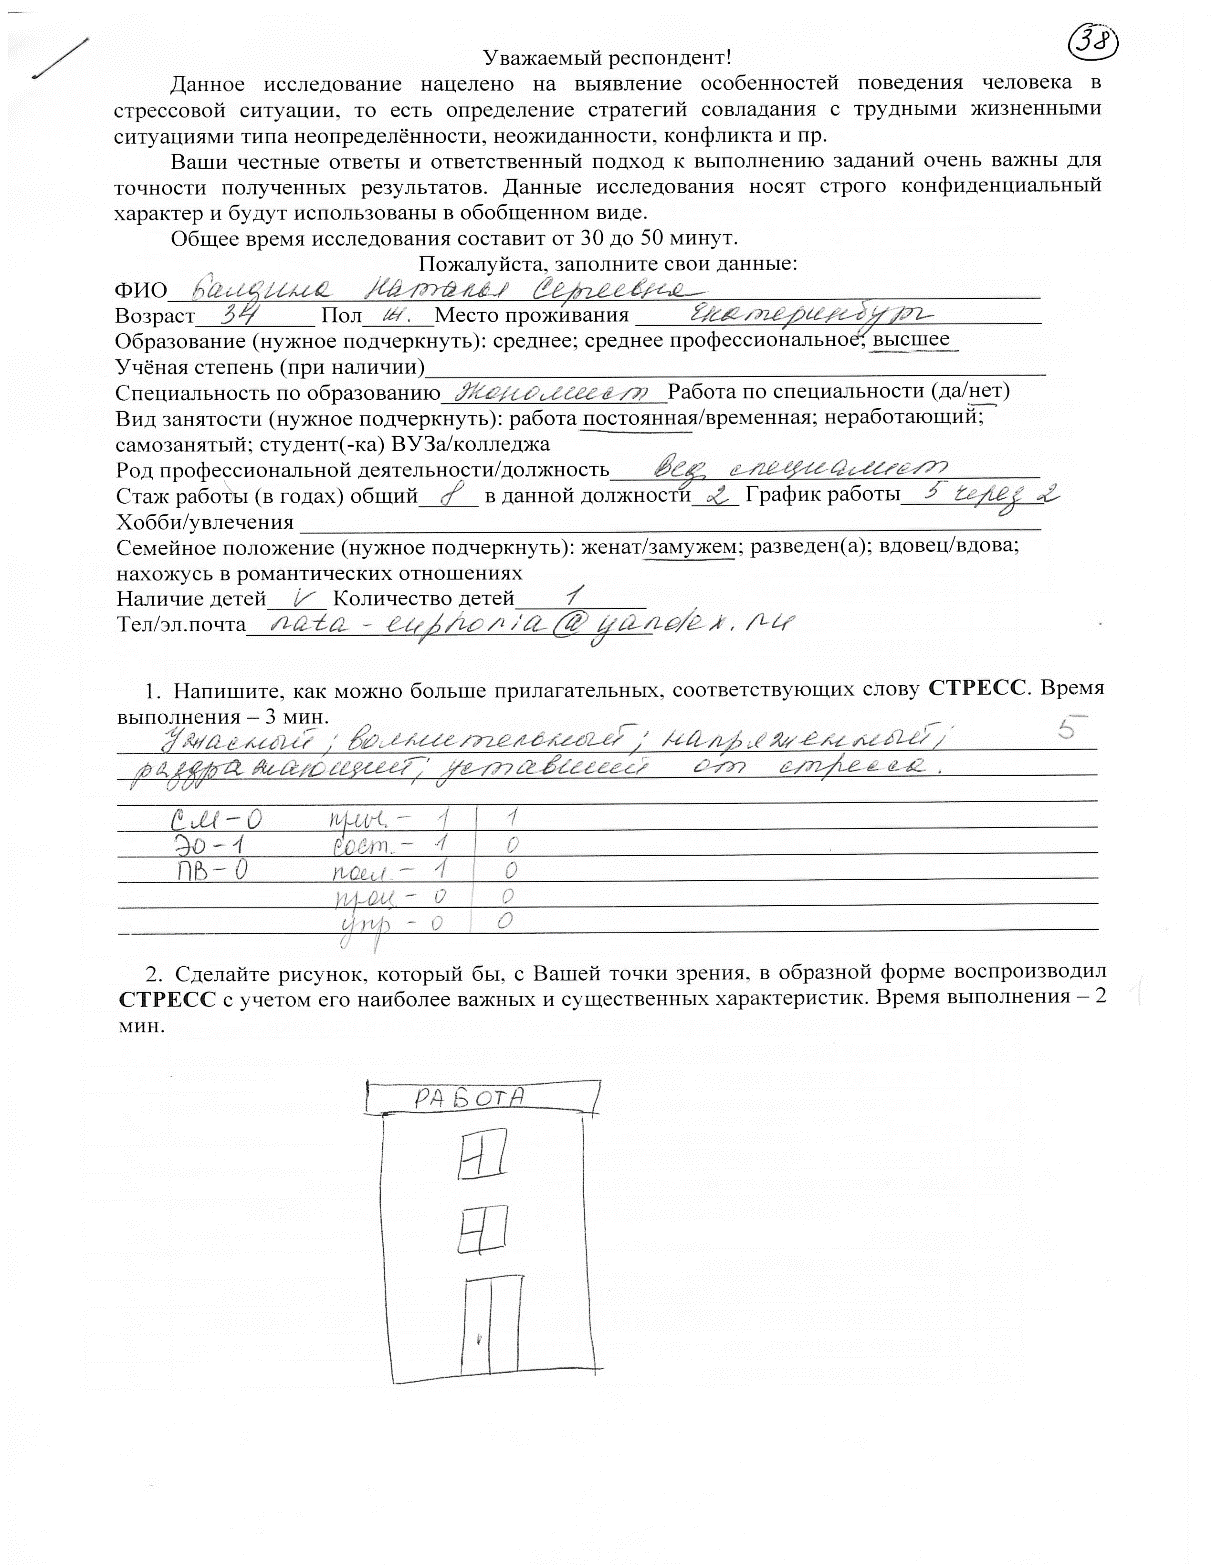 38
Уважаемый респондент!
Данное исследование нацелено на выявление особенностей поведения человека в
стрессовой ситуации, то есть определение стратегий совладания с трудными жизненными
ситуациями типа неопределённости, неожиданности, конфликта и пр.
Ваши честные ответы и ответственный подход к выполнению заданий очень важны для
точности полученных результатов. Данные исследования носят строго конфиденциальный
характер и будут использованы в обобщенном виде.
Общее время исследования составит от 30 до 50 минут.
Пожалуйста, заполните свои данные:
ФИО Балдина Наталья Сергеевна
Возраст 34 Пол ж. Место проживания Екатеринбург
Образование (нужное подчеркнуть): среднее; среднее профессиональное; высшее
Учёная степень (при наличии)
Специальность по образованию экономист Работа по специальности (да/нет)
Вид занятости (нужное подчеркнуть): работа постоянная/временная; неработающий;
самозанятый; студент(-ка) ВУЗа/колледжа
Род профессиональной деятельности/должность вед. специалист
Стаж работы (в годах) общий 8 в данной должности 2 График работы 5 через 2
Хобби/увлечения
Семейное положение (нужное подчеркнуть): женат/замужем; разведен(а); вдовец/вдова;
нахожусь в романтических отношениях
Наличие детей V Количество детей 1
Тел/эл.почта nata-euphoria@yandex.ru
1. Напишите, как можно больше прилагательных, соответствующих слову СТРЕСС. Время
выполнения – 3 мин.
Ужасный; волнительный; напряженный; 5
раздражающий; уставший от стресса.
СМ – 0 прич. – 1 1
ЭО – 1 сост. – 1 0
ПВ – 0 посл. – 1 0
прои – 0 0
упр – 0 0
2. Сделайте рисунок, который бы, с Вашей точки зрения, в образной форме воспроизводил
СТРЕСС с учетом его наиболее важных и существенных характеристик. Время выполнения – 2
мин.
РАБОТА